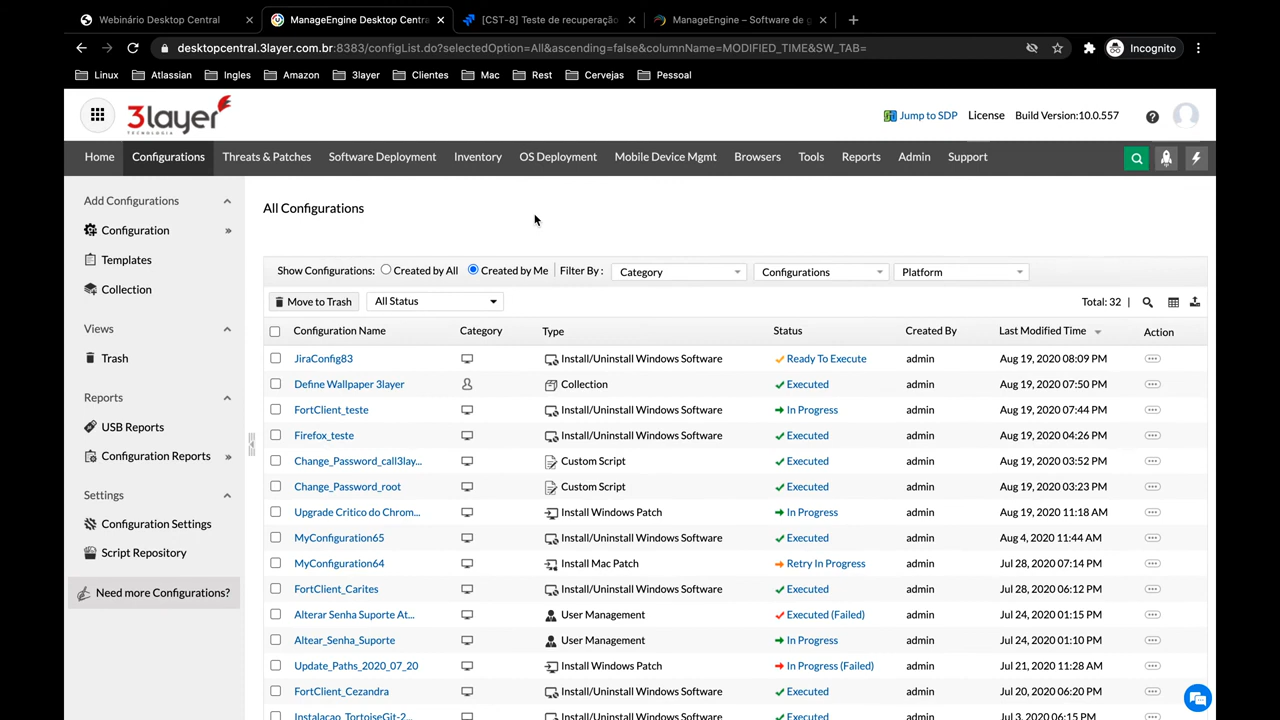 Webinário Desktop Central
ManageEngine Desktop Centra
[CST-8] Teste de recuperação
ManageEngine – Software de g
desktopcentral.3layer.com.br:8383/configList.do?selectedOption=All&ascending=false&columnName=MODIFIED_TIME&SW_TAB=
Incognito
Linux Atlassian Ingles Amazon 3layer Clientes Mac Rest Cervejas Pessoal
3layer
TECNOLOGIA
Jump to SDP License Build Version:10.0.557
Home Configurations Threats & Patches Software Deployment Inventory OS Deployment Mobile Device Mgmt Browsers Tools Reports Admin Support
Add Configurations
Configuration
Templates
Collection
Views
Trash
Reports
USB Reports
Configuration Reports
Settings
Configuration Settings
Script Repository
Need more Configurations?
All Configurations
Show Configurations: Created by All Created by Me Filter By : Category Configurations Platform
Move to Trash All Status Total: 32
Configuration Name Category Type Status Created By Last Modified Time Action
JiraConfig83 Install/Uninstall Windows Software Ready To Execute admin Aug 19, 2020 08:09 PM
Define Wallpaper 3layer Collection Executed admin Aug 19, 2020 07:50 PM
FortClient_teste Install/Uninstall Windows Software In Progress admin Aug 19, 2020 07:44 PM
Firefox_teste Install/Uninstall Windows Software Executed admin Aug 19, 2020 04:26 PM
Change_Password_call3lay... Custom Script Executed admin Aug 19, 2020 03:52 PM
Change_Password_root Custom Script Executed admin Aug 19, 2020 03:23 PM
Upgrade Critico do Chrom... Install Windows Patch In Progress admin Aug 19, 2020 11:18 AM
MyConfiguration65 Install/Uninstall Windows Software Executed admin Aug 4, 2020 11:44 AM
MyConfiguration64 Install Mac Patch Retry In Progress admin Jul 28, 2020 07:14 PM
FortClient_Carites Install/Uninstall Windows Software Executed admin Jul 28, 2020 06:12 PM
Alterar Senha Suporte At... User Management Executed (Failed) admin Jul 24, 2020 01:15 PM
Altear_Senha_Suporte User Management In Progress admin Jul 24, 2020 01:10 PM
Update_Paths_2020_07_20 Install Windows Patch In Progress (Failed) admin Jul 21, 2020 11:28 AM
FortClient_Cezandra Install/Uninstall Windows Software Executed admin Jul 20, 2020 06:20 PM
Instalacao_TortoiseGit-2... Install/Uninstall Windows Software Executed admin Jul 3, 2020 06:15 PM